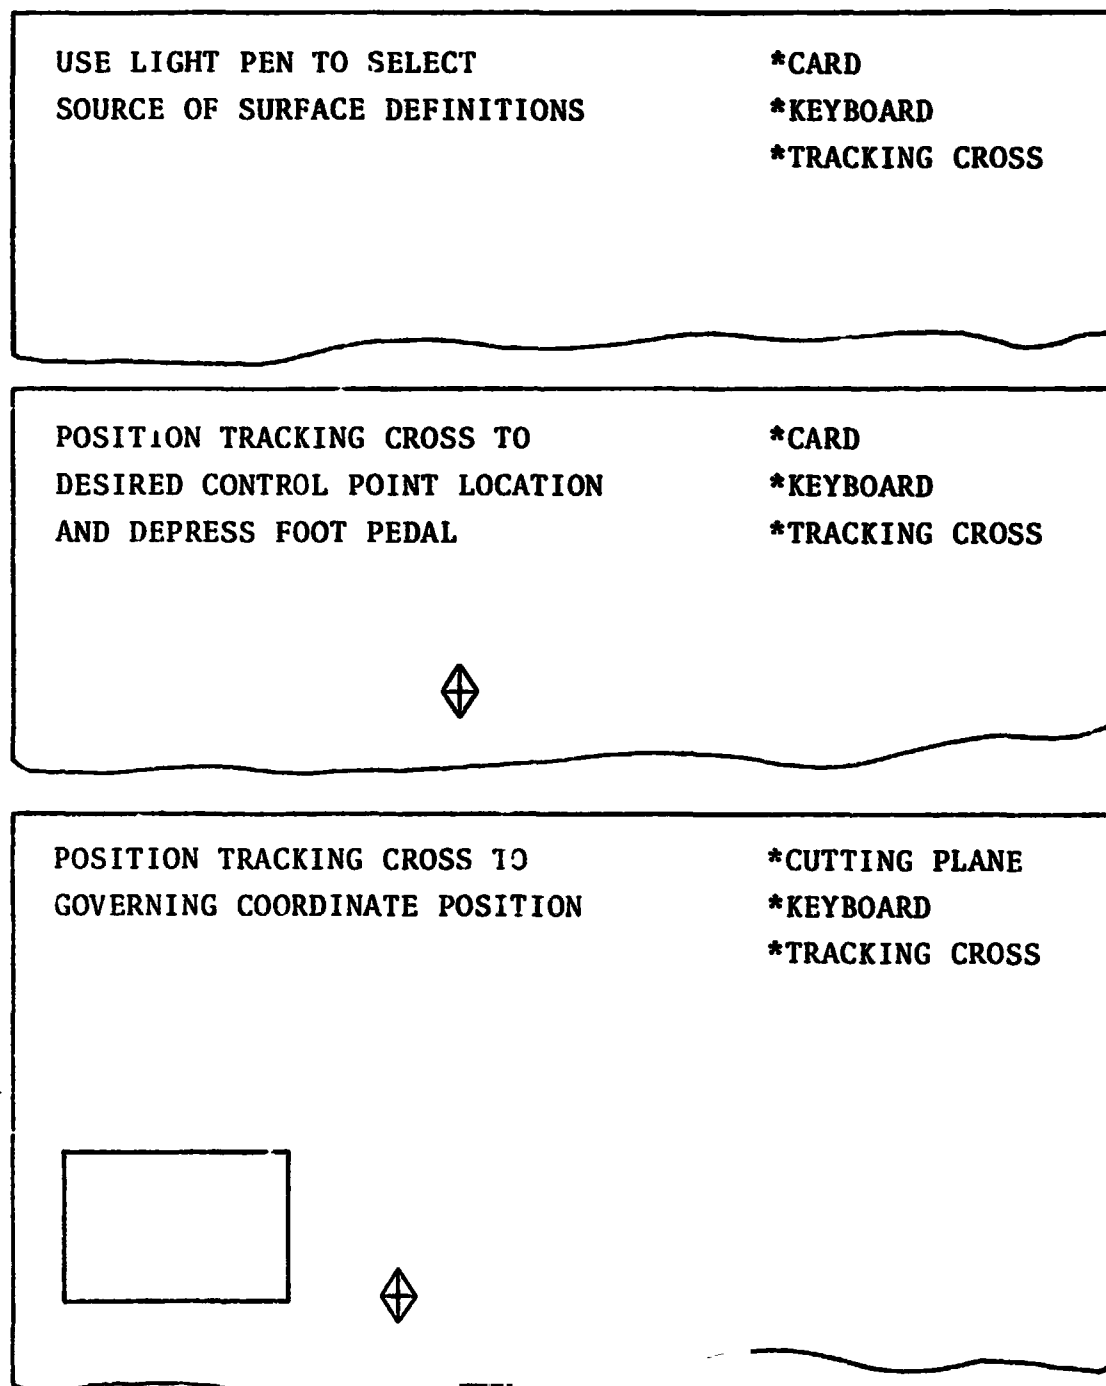 USE LIGHT PEN TO SELECT
SOURCE OF SURFACE DEFINITIONS
*CARD
*KEYBOARD
*TRACKING CROSS
POSITION TRACKING CROSS TO
DESIRED CONTROL POINT LOCATION
AND DEPRESS FOOT PEDAL
*CARD
*KEYBOARD
*TRACKING CROSS
POSITION TRACKING CROSS TO
GOVERNING COORDINATE POSITION
*CUTTING PLANE
*KEYBOARD
*TRACKING CROSS